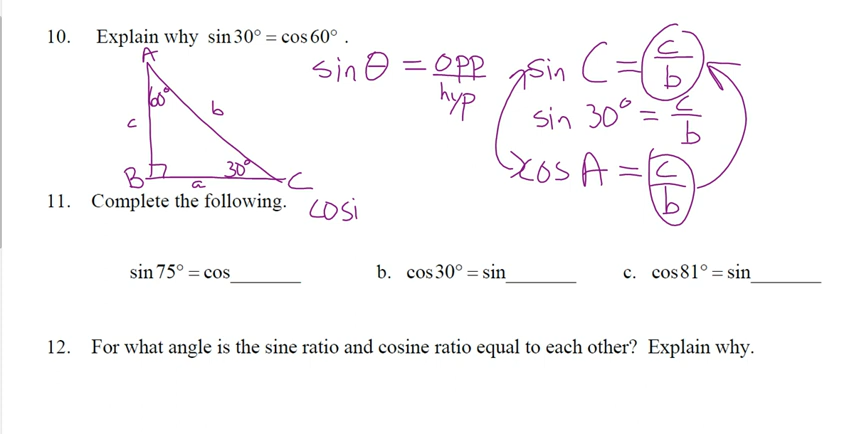 10. Explain why sin 30° = cos 60° .
A
60°
b
c
B
30°
a
C
sin θ = opp/hyp
sin C = c/b
sin 30° = c/b
cos A = c/b
11. Complete the following.
cosi
sin 75° = cos_______
b. cos 30° = sin_______
c. cos 81° = sin_______
12. For what angle is the sine ratio and cosine ratio equal to each other? Explain why.